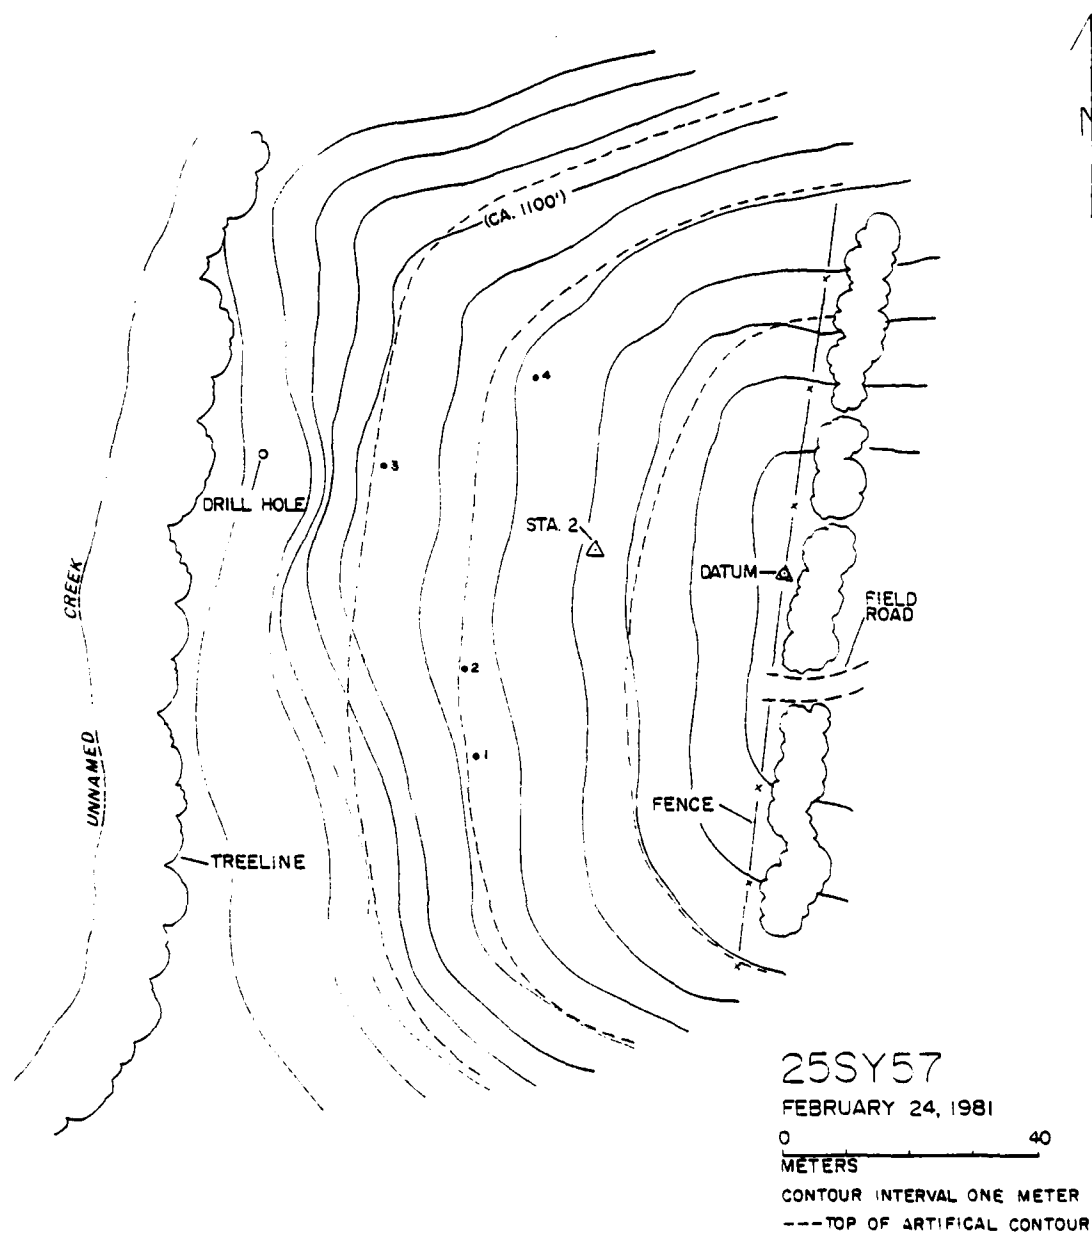 N
(CA. 1100')
4
3
DRILL HOLE
STA. 2
DATUM
FIELD
ROAD
CREEK
2
1
UNNAMED
FENCE
TREELINE
25SY57
FEBRUARY 24, 1981
0 40
METERS
CONTOUR INTERVAL ONE METER
---TOP OF ARTIFICAL CONTOUR